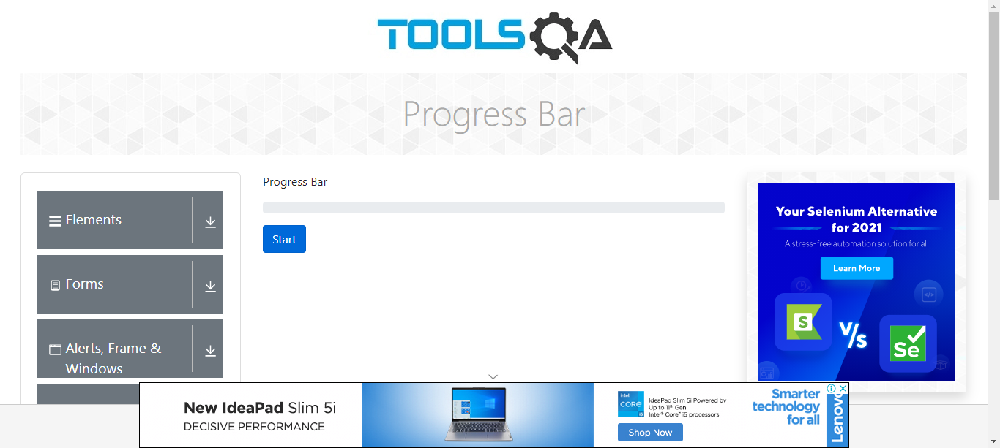 TOOLSQA
Progress Bar
Elements
Forms
Alerts, Frame &
Windows
Progress Bar
Start
Your Selenium Alternative
for 2021
A stress-free automation solution for all
Learn More
S
V/s
Se
New IdeaPad Slim 5i
DECISIVE PERFORMANCE
intel
CORE
i5
IdeaPad Slim 5i Powered by
Up to 11th Gen
Intel® Core™ i5 processors
Shop Now
Smarter
technology
for all
Lenovo